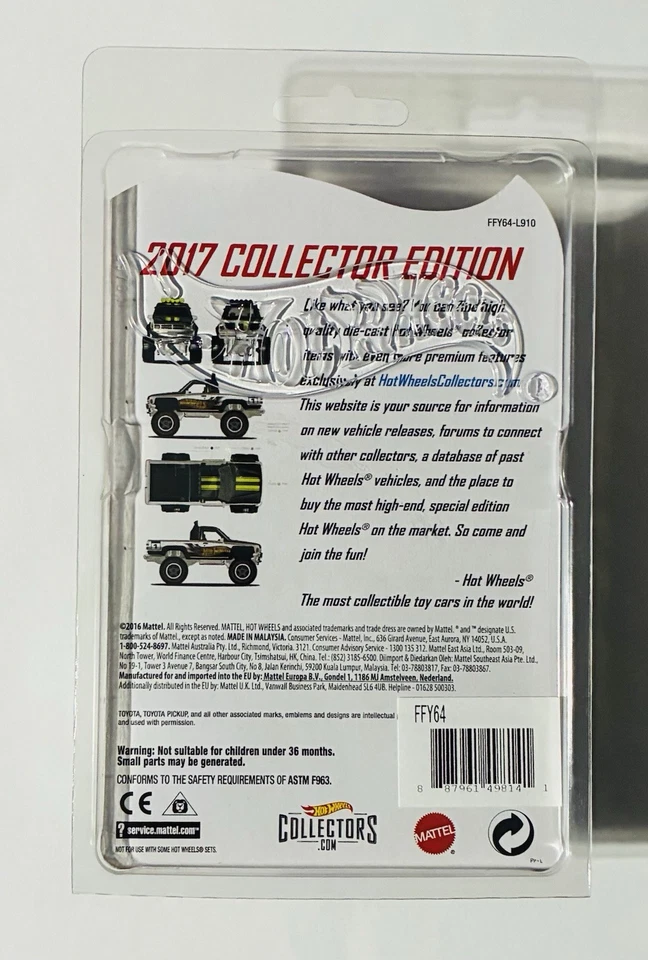 FFY64-L910
2017 COLLECTOR EDITION
Like what you see? You can find high
quality die-cast Hot Wheels® collector
items with even more premium features
exclusively at HotWheelsCollectors.com.
This website is your source for information
on new vehicle releases, forums to connect
with other collectors, a database of past
Hot Wheels® vehicles, and the place to
buy the most high-end, special edition
Hot Wheels® on the market. So come and
join the fun!
- Hot Wheels®
The most collectible toy cars in the world!
©2016 Mattel. All Rights Reserved. MATTEL, HOT WHEELS and associated trademarks and trade dress are owned by Mattel. ® and ™ designate U.S.
trademarks of Mattel, except as noted. MADE IN MALAYSIA. Consumer Services - Mattel, Inc., 636 Girard Avenue, East Aurora, NY 14052, U.S.A.
1-800-524-8697. Mattel Australia Pty. Ltd., Richmond, Victoria. 3121. Consumer Advisory Service - 1300 135 312. Mattel East Asia Ltd., Room 503-09,
North Tower, World Finance Centre, Harbour City, Tsimshatsui, HK, China. Tel.: (852) 3185-6500. Diimport & Diedarkan Oleh: Mattel Southeast Asia Pte. Ltd.,
No 19-1, Tower 3 Avenue 7, Bangsar South City, No 8, Jalan Kerinchi, 59200 Kuala Lumpur, Malaysia. Tel: 03-78803817, Fax: 03-78803867.
Manufactured for and imported into the EU by: Mattel Europa B.V., Gondel 1, 1186 MJ Amstelveen, Nederland.
Additionally distributed in the EU by: Mattel U.K. Ltd., Vanwall Business Park, Maidenhead SL6 4UB. Helpline - 01628 500303.
TOYOTA, TOYOTA PICKUP, and all other associated marks, emblems and designs are intellectual
and used with permission.
FFY64
8 87961 49814 1
Warning: Not suitable for children under 36 months.
Small parts may be generated.
CONFORMS TO THE SAFETY REQUIREMENTS OF ASTM F963.
CE
? service.mattel.com™
NOT FOR USE WITH SOME HOT WHEELS® SETS.
HOT WHEELS
COLLECTORS
.COM
MATTEL®